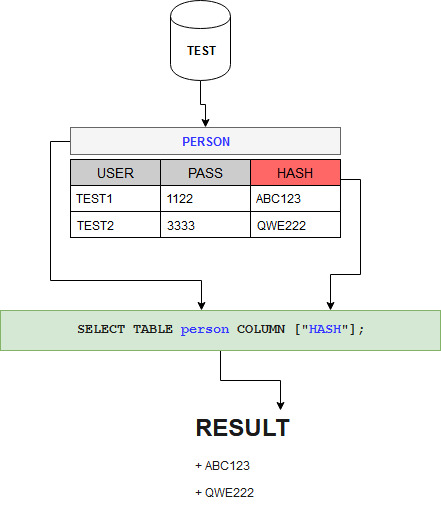 TEST
PERSON
USER PASS HASH
TEST1 1122 ABC123
TEST2 3333 QWE222
SELECT TABLE person COLUMN ["HASH"];
RESULT
+ ABC123
+ QWE222